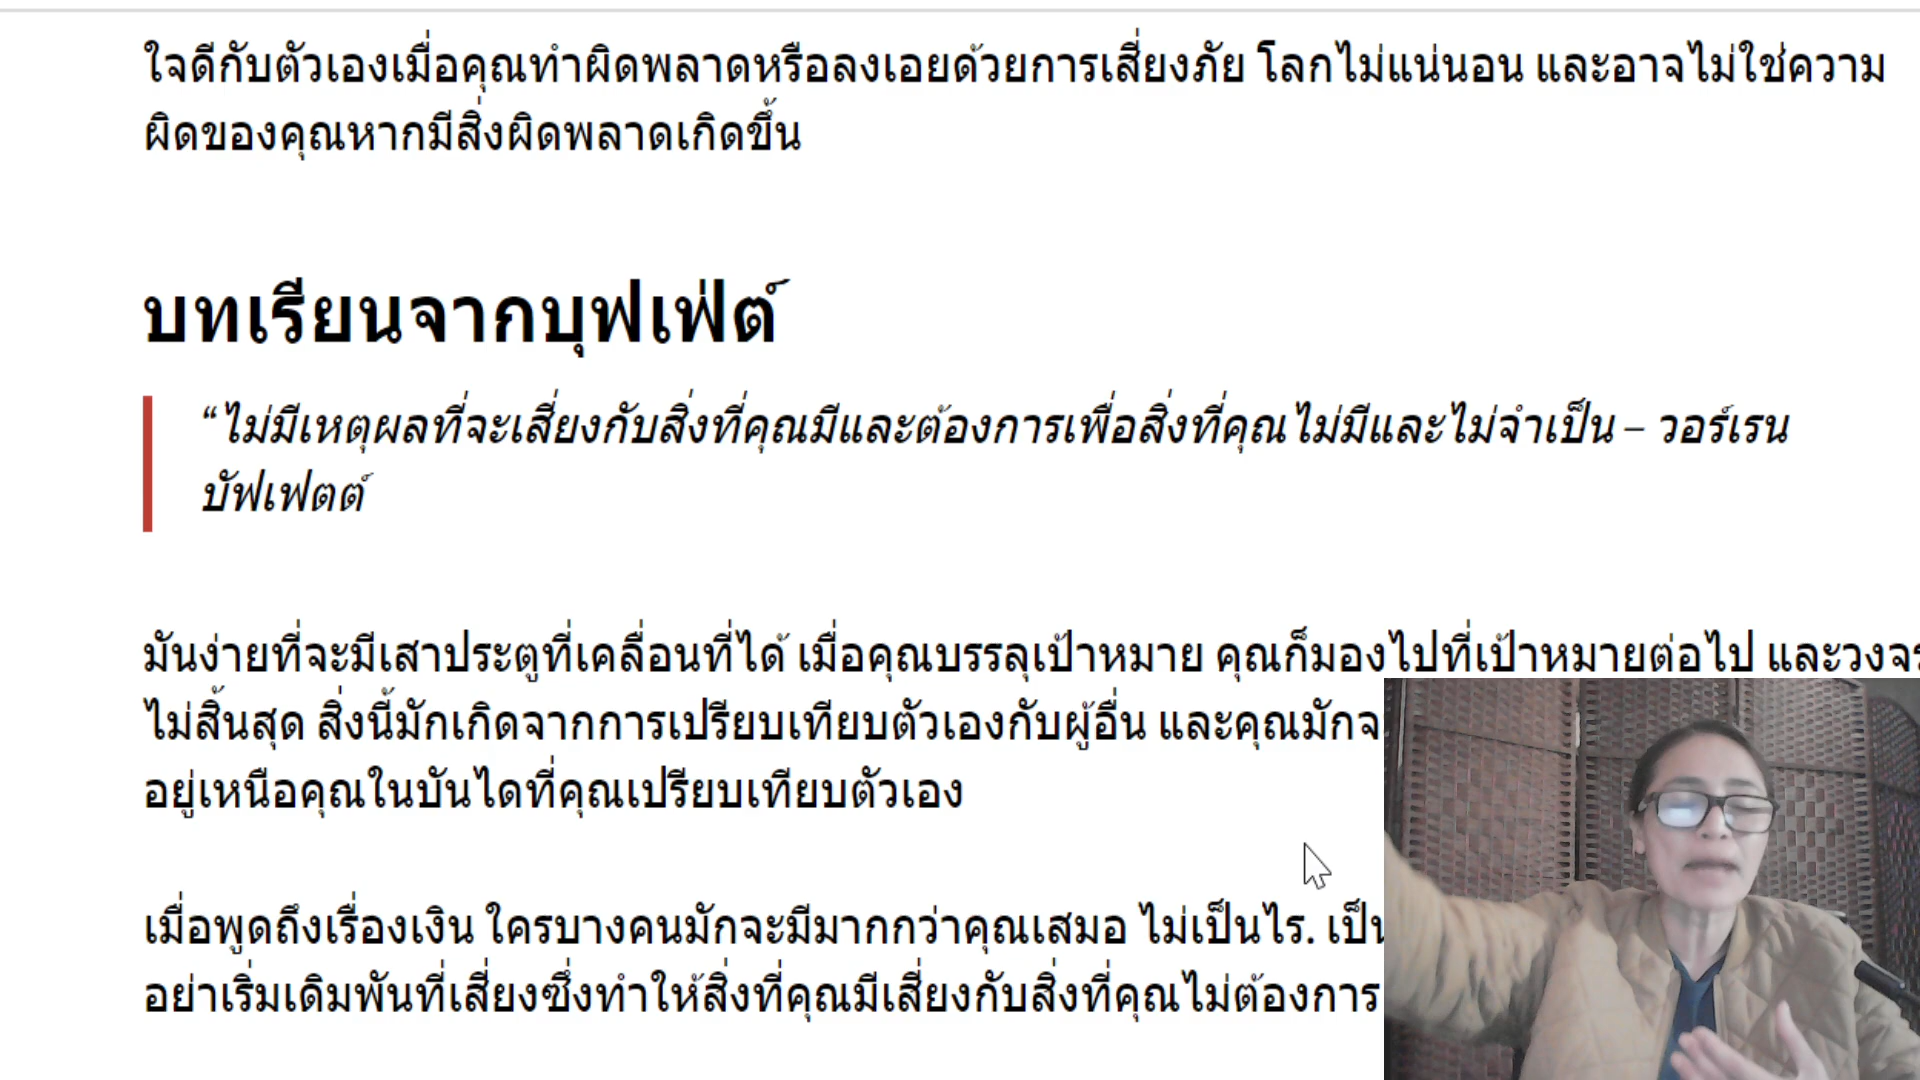 ใจดีกับตัวเองเมื่อคุณทำผิดพลาดหรือลงเอยด้วยการเสี่ยงภัย โลกไม่แน่นอน และอาจไม่ใช่ความ
ผิดของคุณหากมีสิ่งผิดพลาดเกิดขึ้น
บทเรียนจากบุฟเฟ่ต์
“ไม่มีเหตุผลที่จะเสี่ยงกับสิ่งที่คุณมีและต้องการเพื่อสิ่งที่คุณไม่มีและไม่จำเป็น – วอร์เรน
บัฟเฟตต์
มันง่ายที่จะมีเสาประตูที่เคลื่อนที่ได้ เมื่อคุณบรรลุเป้าหมาย คุณก็มองไปที่เป้าหมายต่อไป และวงจร
ไม่สิ้นสุด สิ่งนี้มักเกิดจากการเปรียบเทียบตัวเองกับผู้อื่น และคุณมักจ
อยู่เหนือคุณในบันไดที่คุณเปรียบเทียบตัวเอง
เมื่อพูดถึงเรื่องเงิน ใครบางคนมักจะมีมากกว่าคุณเสมอ ไม่เป็นไร. เป็น
อย่าเริ่มเดิมพันที่เสี่ยงซึ่งทำให้สิ่งที่คุณมีเสี่ยงกับสิ่งที่คุณไม่ต้องการ